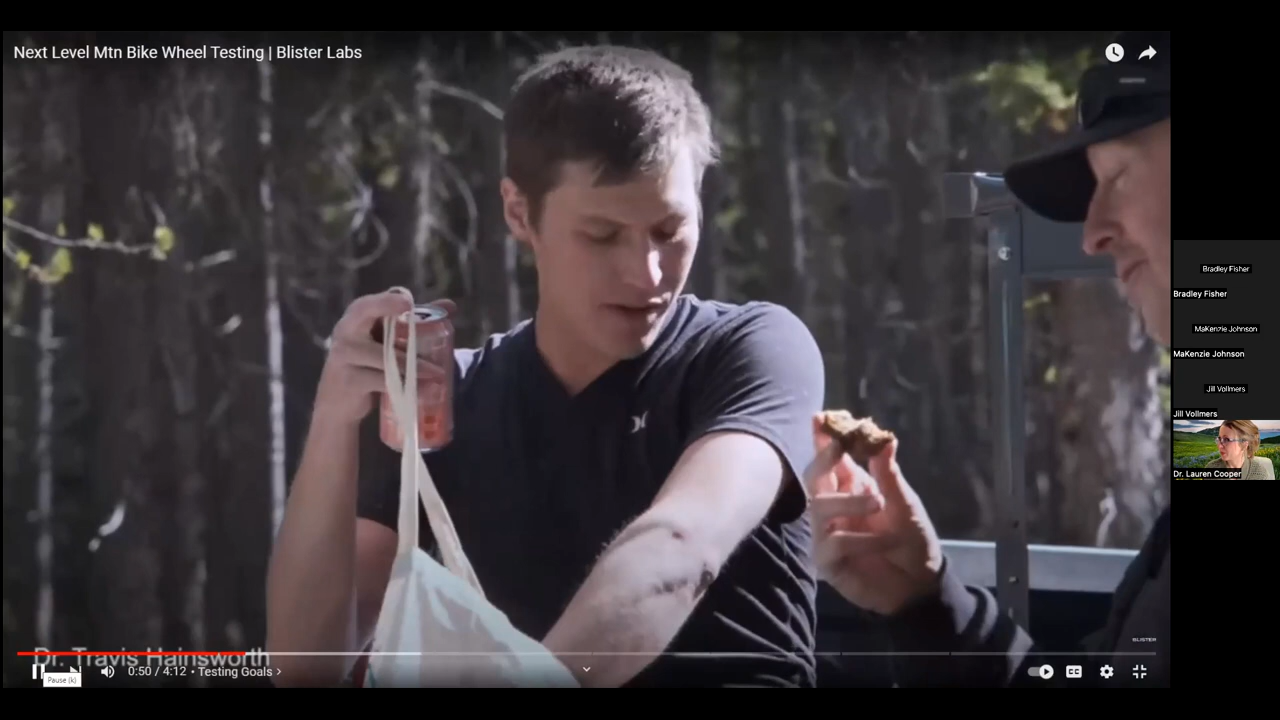 Next Level Mtn Bike Wheel Testing | Blister Labs
Bradley Fisher
Bradley Fisher
MaKenzie Johnson
MaKenzie Johnson
Jill Vollmers
Jill Vollmers
Dr. Lauren Cooper
BLISTER
Dr. Travis Hainsworth
0:50 / 4:12 • Testing Goals ›
CC
Pause (k)